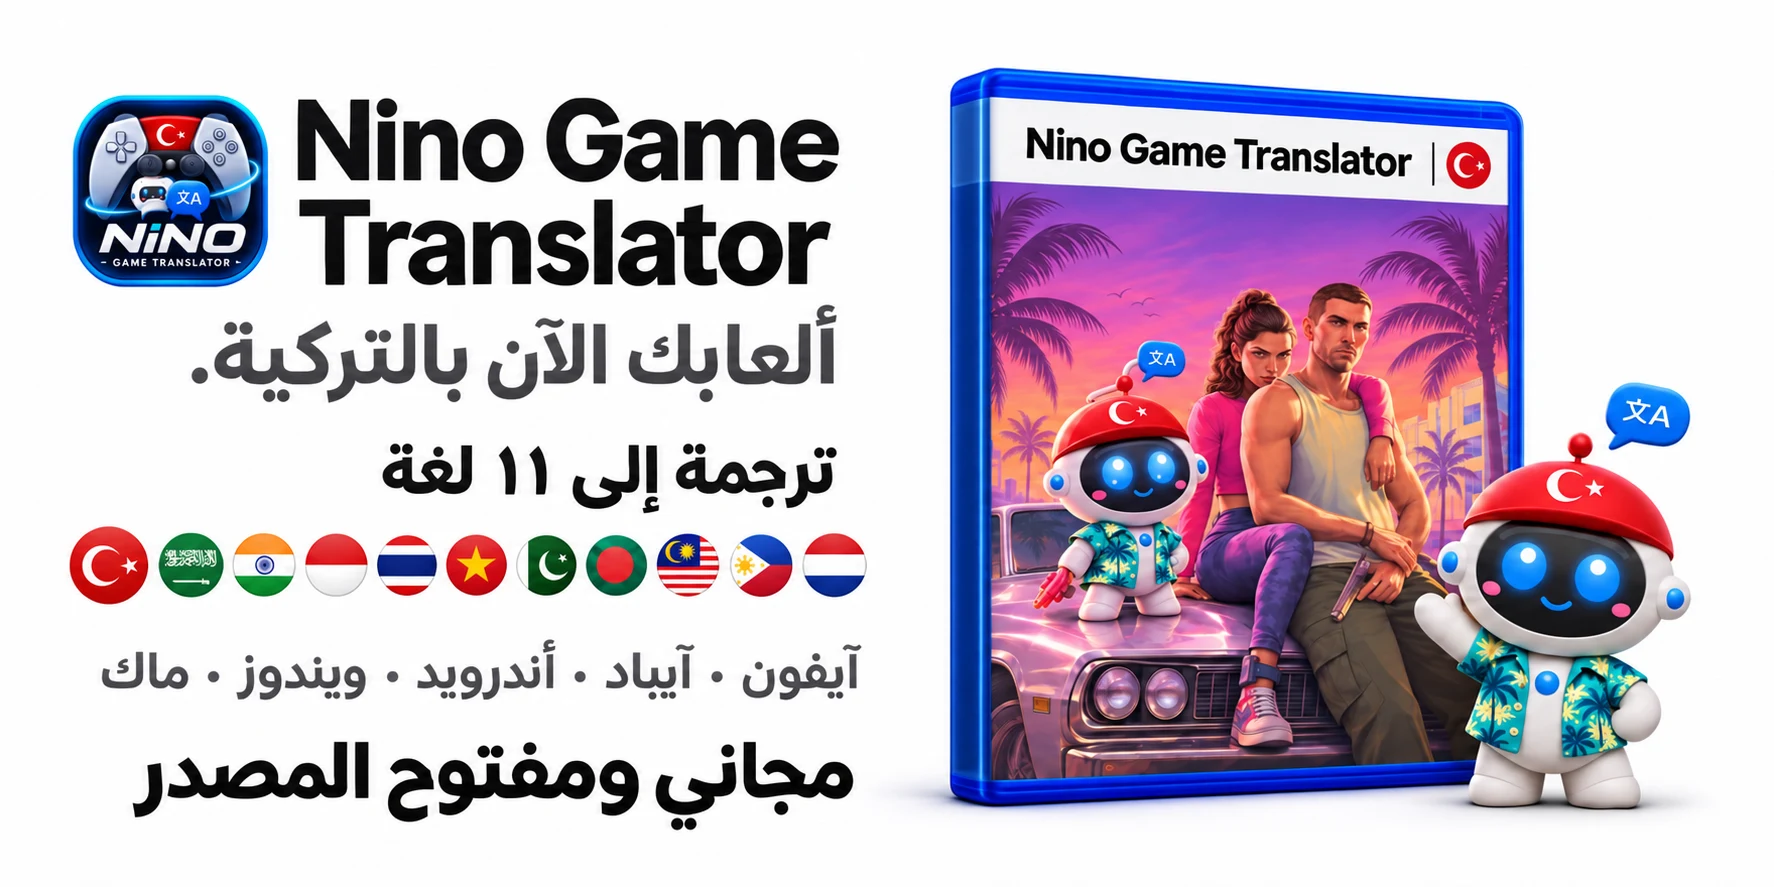 Nino Game
Translator
NiNO
- GAME TRANSLATOR -
ألعابك الآن بالتركية.
ترجمة إلى ١١ لغة
آيفون • آيباد • أندرويد • ويندوز • ماك
مجاني ومفتوح المصدر
Nino Game Translator
文A
文A
文A